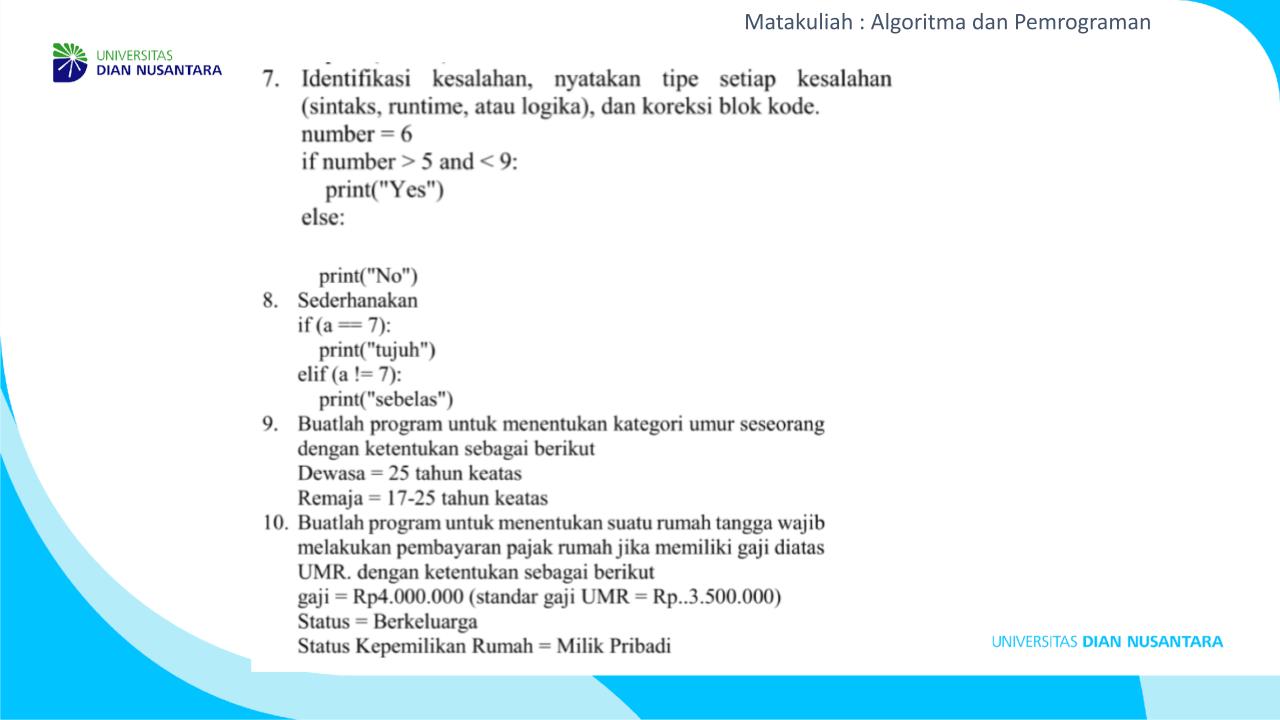 Matakuliah : Algoritma dan Pemrograman
UNIVERSITAS
DIAN NUSANTARA
7. Identifikasi kesalahan, nyatakan tipe setiap kesalahan
(sintaks, runtime, atau logika), dan koreksi blok kode.
number = 6
if number > 5 and < 9:
print("Yes")
else:
print("No")
8. Sederhanakan
if (a == 7):
print("tujuh")
elif (a != 7):
print("sebelas")
9. Buatlah program untuk menentukan kategori umur seseorang
dengan ketentukan sebagai berikut
Dewasa = 25 tahun keatas
Remaja = 17-25 tahun keatas
10. Buatlah program untuk menentukan suatu rumah tangga wajib
melakukan pembayaran pajak rumah jika memiliki gaji diatas
UMR. dengan ketentukan sebagai berikut
gaji = Rp4.000.000 (standar gaji UMR = Rp..3.500.000)
Status = Berkeluarga
Status Kepemilikan Rumah = Milik Pribadi
UNIVERSITAS DIAN NUSANTARA